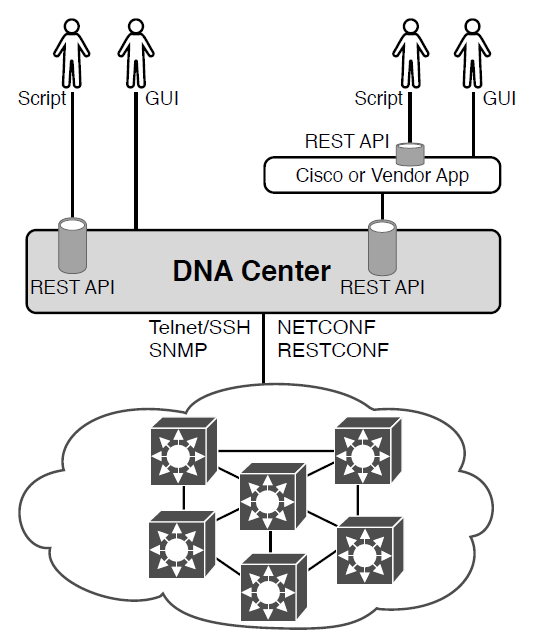 Script
GUI
Script
GUI
REST API
Cisco or Vendor App
DNA Center
REST API
REST API
Telnet/SSH
SNMP
NETCONF
RESTCONF